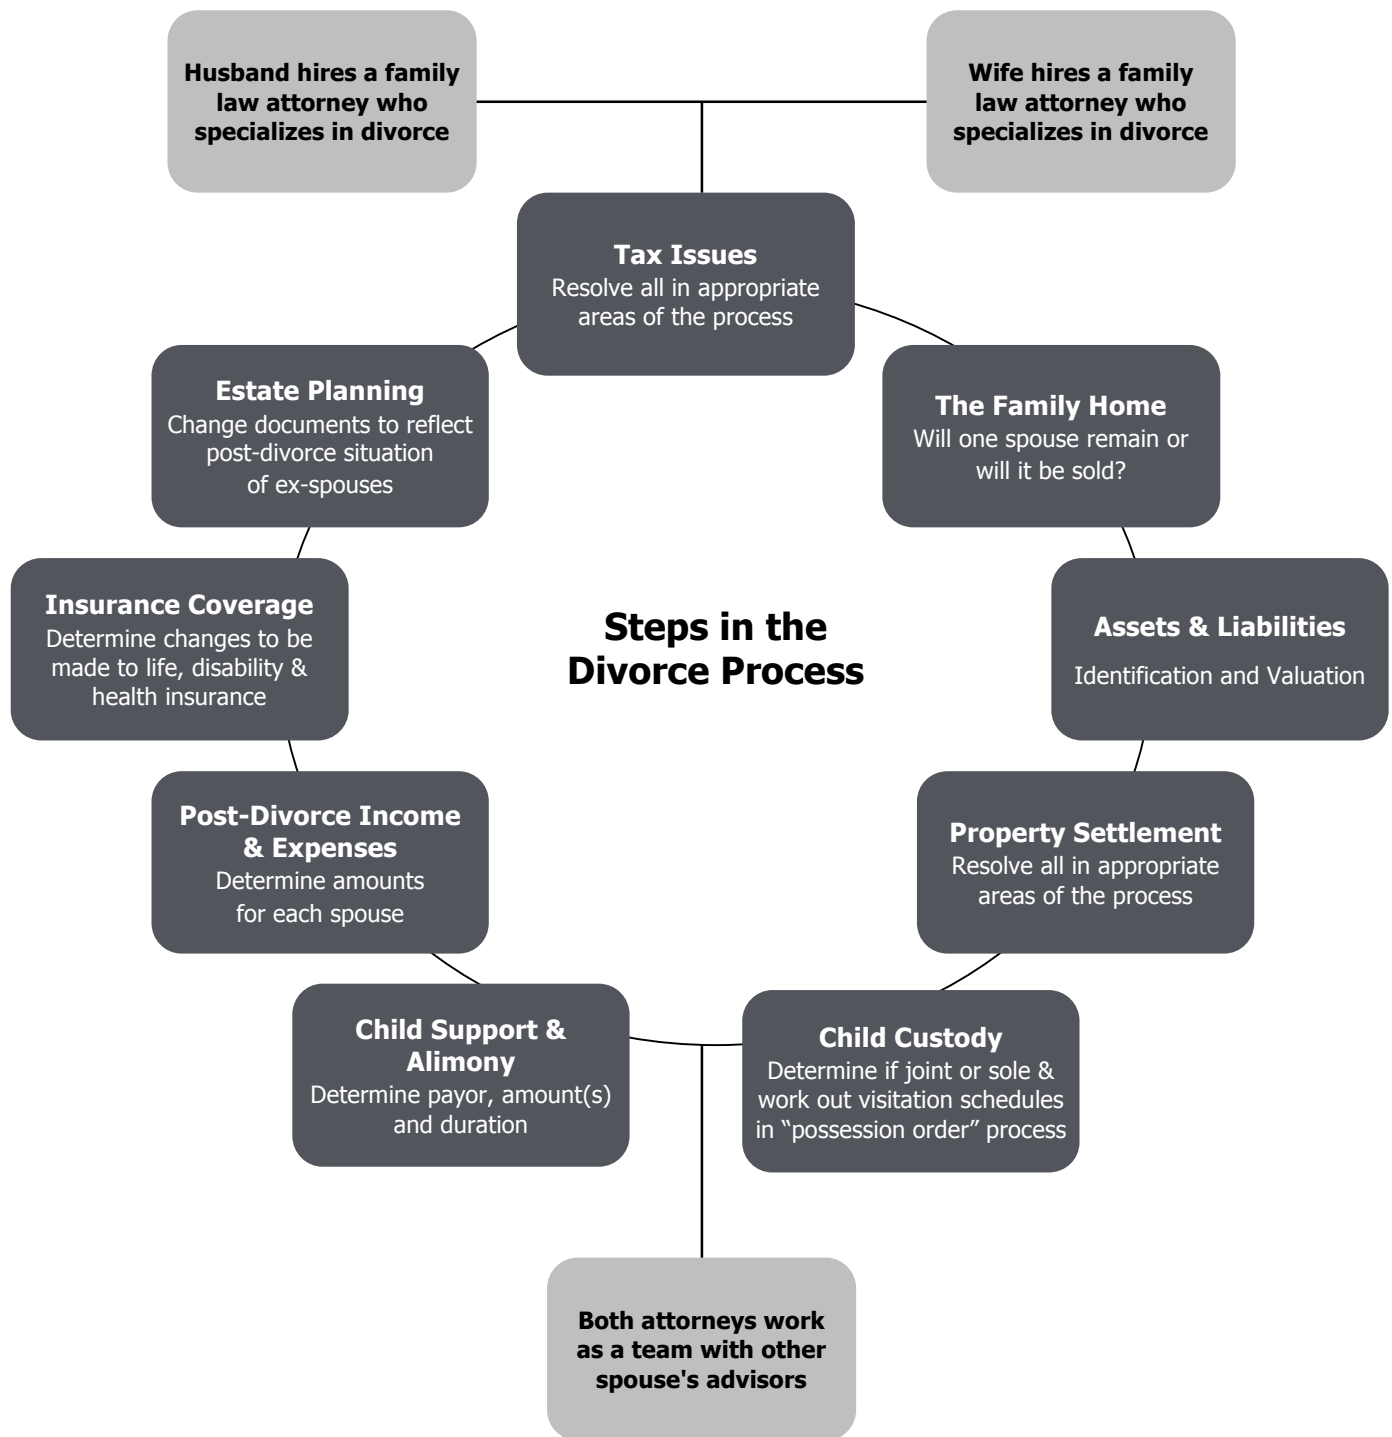 Husband hires a family
law attorney who
specializes in divorce
Wife hires a family
law attorney who
specializes in divorce
Tax Issues
Resolve all in appropriate
areas of the process
Estate Planning
Change documents to reflect
post-divorce situation
of ex-spouses
The Family Home
Will one spouse remain or
will it be sold?
Insurance Coverage
Determine changes to be
made to life, disability &
health insurance
Steps in the
Divorce Process
Assets & Liabilities
Identification and Valuation
Post-Divorce Income
& Expenses
Determine amounts
for each spouse
Property Settlement
Resolve all in appropriate
areas of the process
Child Support &
Alimony
Determine payor, amount(s)
and duration
Child Custody
Determine if joint or sole &
work out visitation schedules
in “possession order” process
Both attorneys work
as a team with other
spouse's advisors